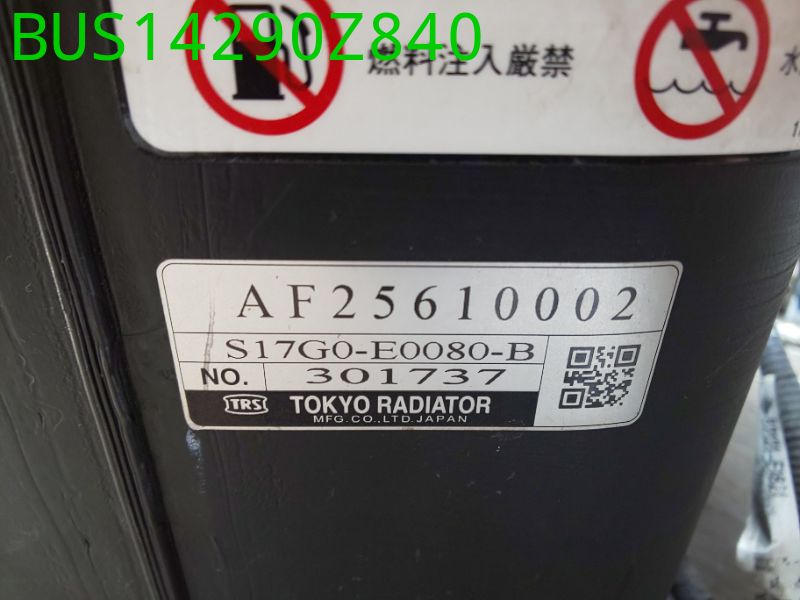 BUS14290Z840
燃料注入厳禁
水
AF25610002
S17G0-E0080-B
NO. 301737
TRS TOKYO RADIATOR
MFG.CO.,LTD.JAPAN